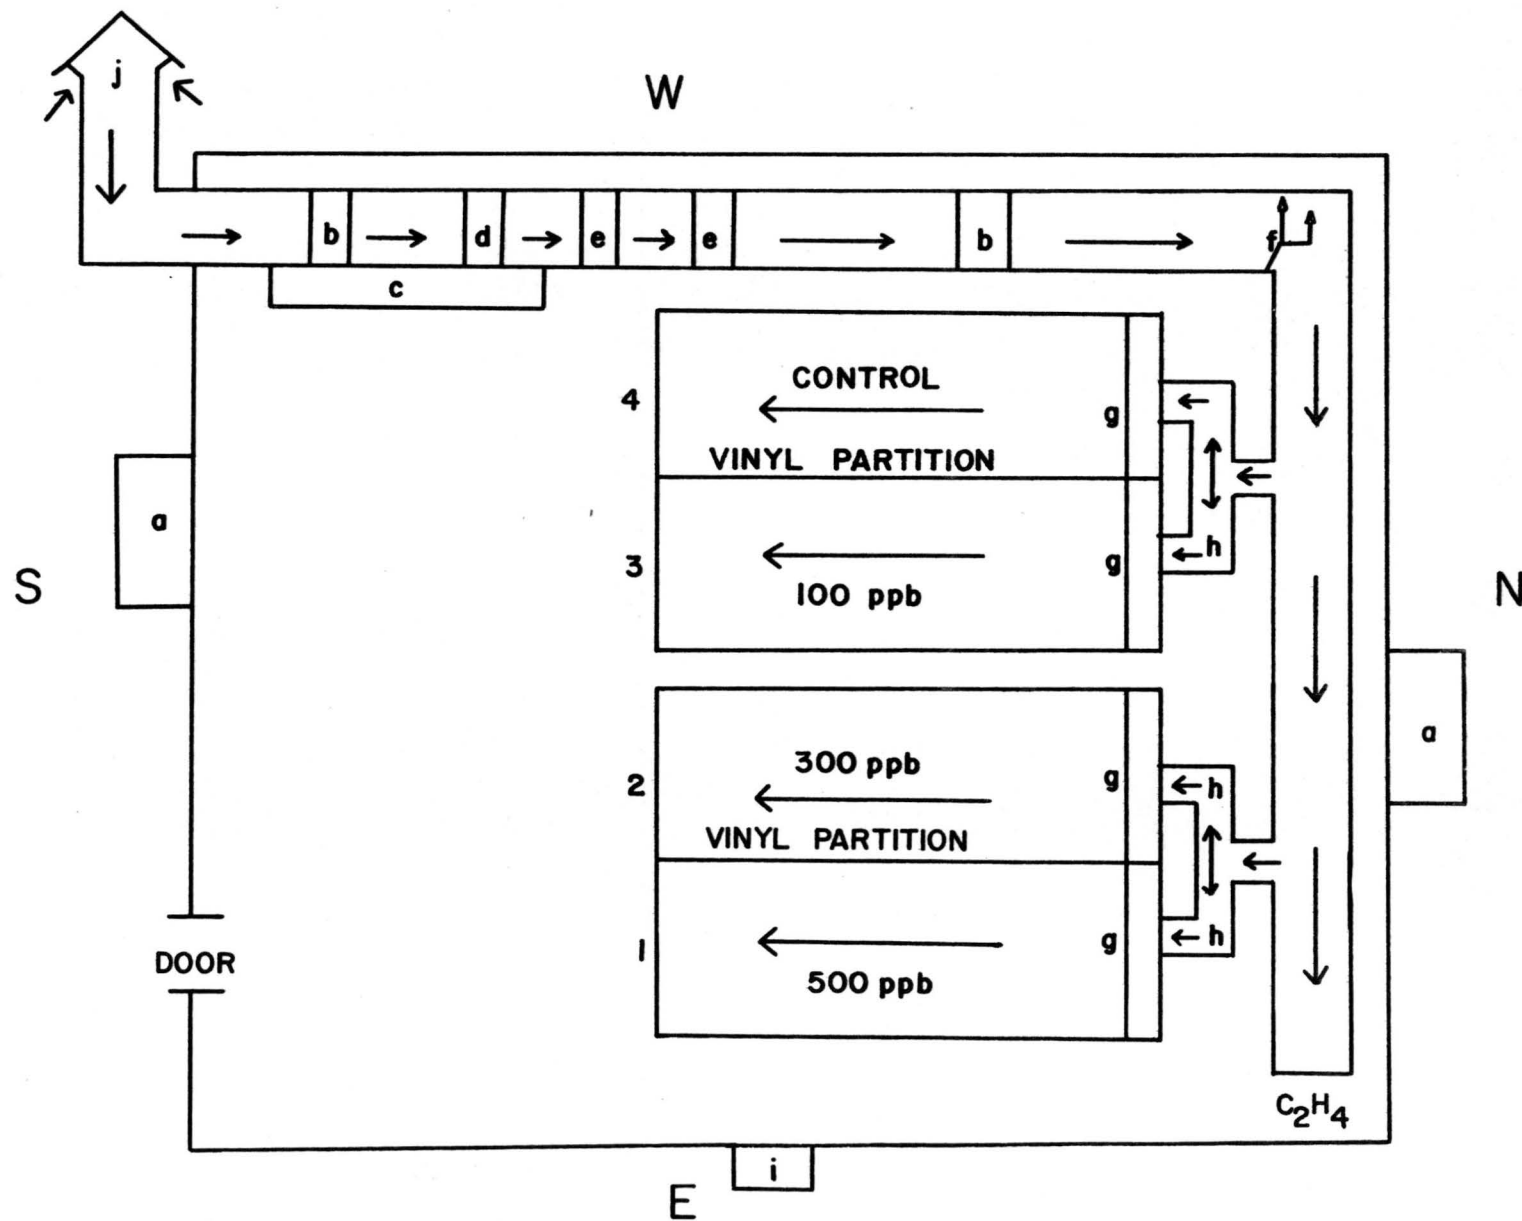 j
W
b
d
e
e
b
f
c
4
CONTROL
g
VINYL PARTITION
a
S
3
g
h
100 ppb
N
a
300 ppb
2
g
h
VINYL PARTITION
1
g
h
DOOR
500 ppb
C₂H₄
i
E